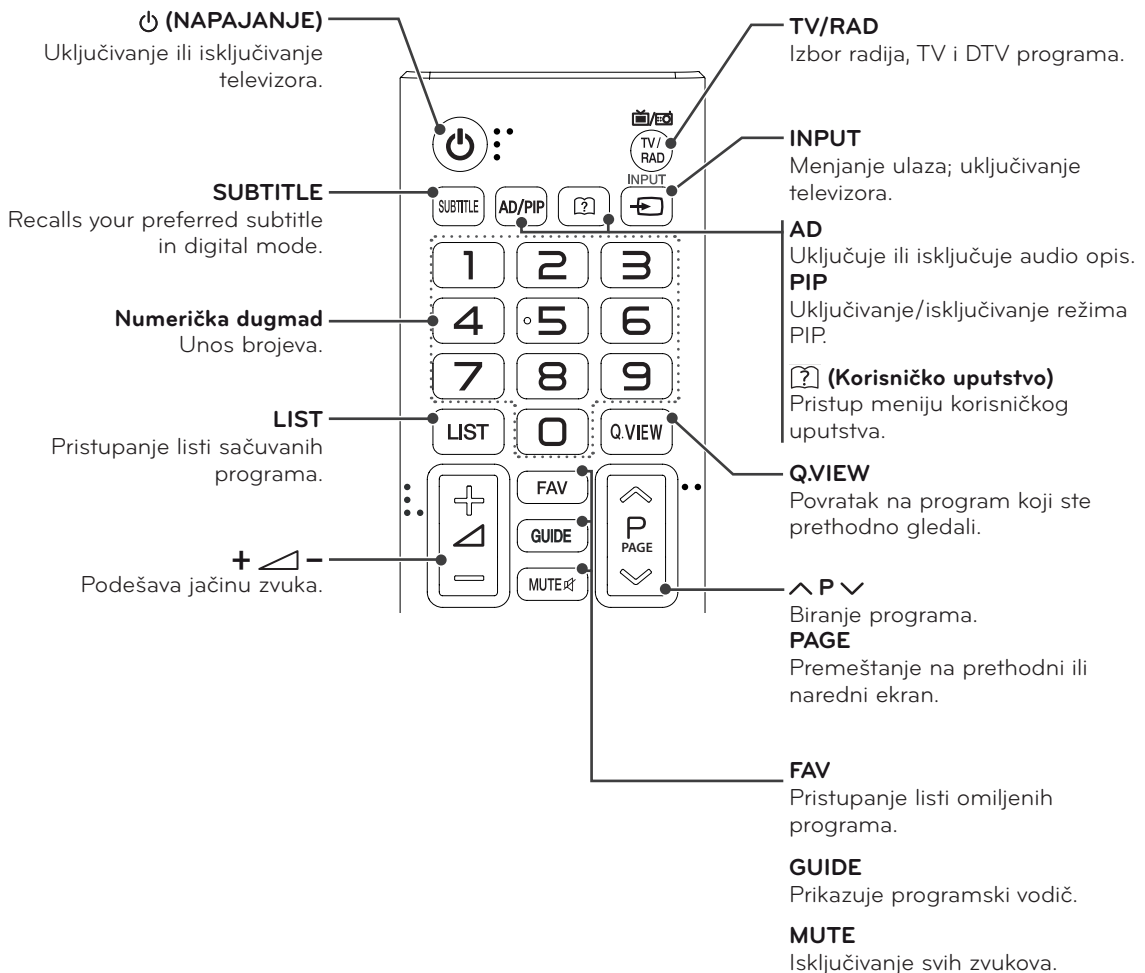 ⏻ (NAPAJANJE)
Uključivanje ili isključivanje
televizora.
SUBTITLE
Recalls your preferred subtitle
in digital mode.
Numerička dugmad
Unos brojeva.
LIST
Pristupanje listi sačuvanih
programa.
+ −
Podešava jačinu zvuka.
TV/
RAD
INPUT
SUBTITLE
AD/PIP
?
1 2 3
4 5 6
7 8 9
LIST 0 Q.VIEW
+
−
FAV
GUIDE
MUTE
P
PAGE
TV/RAD
Izbor radija, TV i DTV programa.
INPUT
Menjanje ulaza; uključivanje
televizora.
AD
Uključuje ili isključuje audio opis.
PIP
Uključivanje/isključivanje režima
PIP.
? (Korisničko uputstvo)
Pristup meniju korisničkog
uputstva.
Q.VIEW
Povratak na program koji ste
prethodno gledali.
P
Biranje programa.
PAGE
Premeštanje na prethodni ili
naredni ekran.
FAV
Pristupanje listi omiljenih
programa.
GUIDE
Prikazuje programski vodič.
MUTE
Isključivanje svih zvukova.